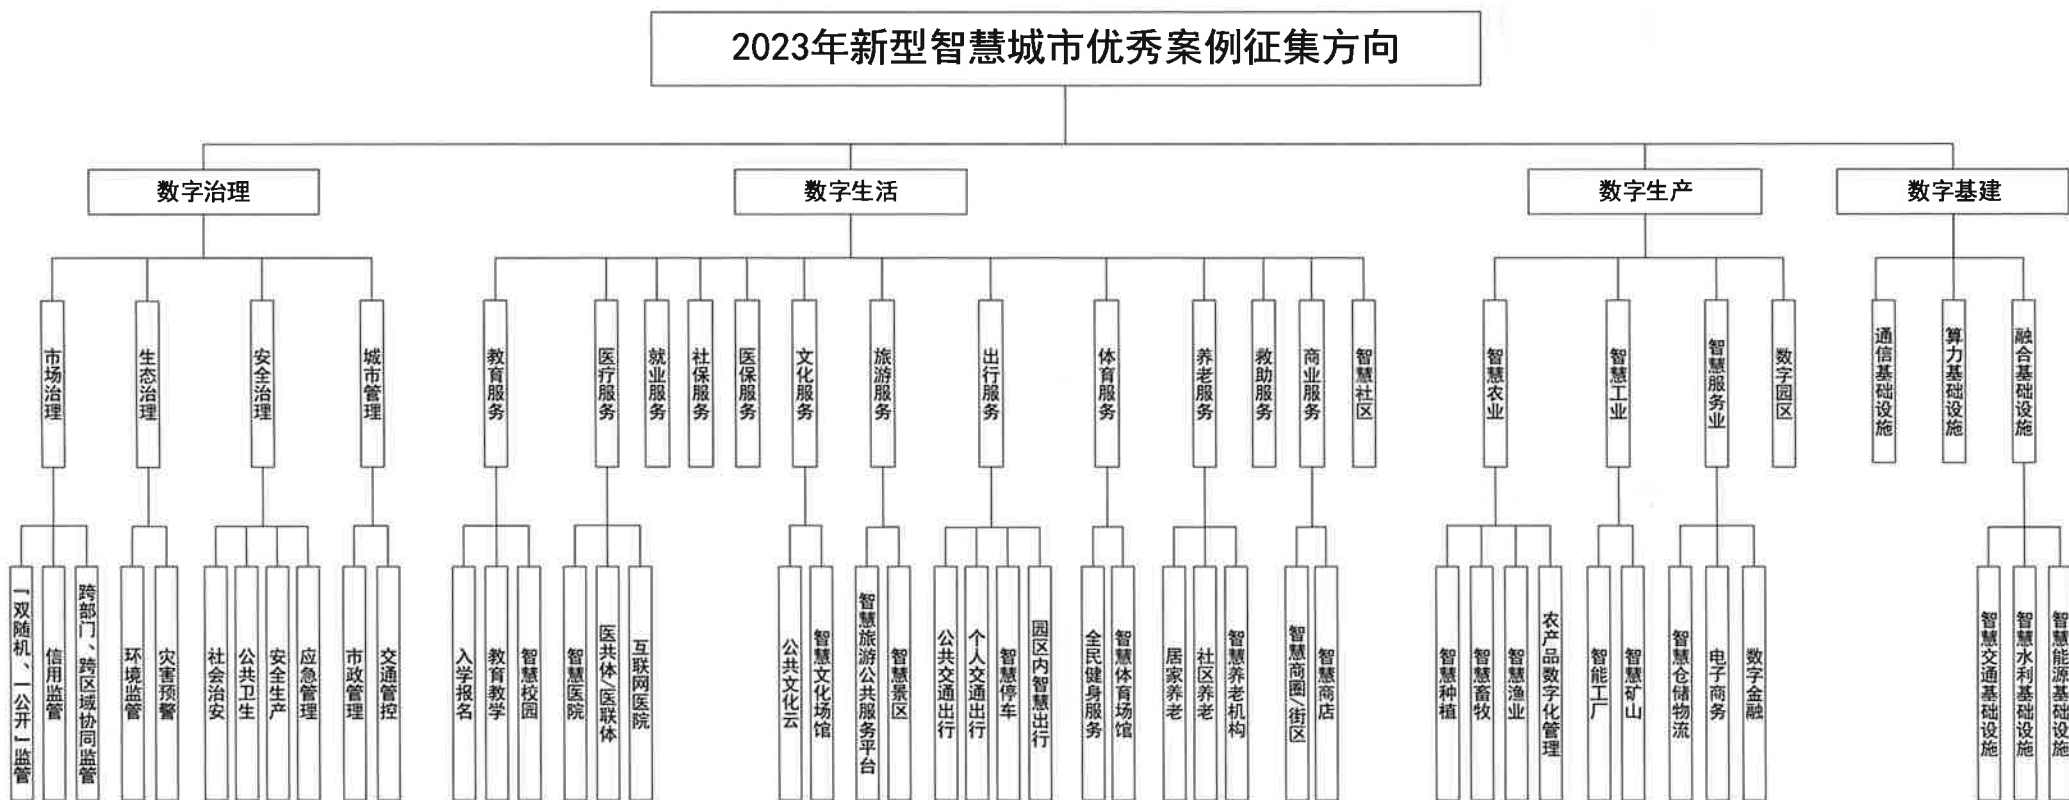 2023年新型智慧城市优秀案例征集方向
数字治理
数字生活
数字生产
数字基建
市场治理
生态治理
安全治理
城市管理
教育服务
医疗服务
就业服务
社保服务
医保服务
文化服务
旅游服务
出行服务
体育服务
养老服务
救助服务
商业服务
智慧社区
智慧农业
智慧工业
智慧服务业
数字园区
通信基础设施
算力基础设施
融合基础设施
「双随机、一公开」监管
信用监管
跨部门、跨区域协同监管
环境监管
灾害预警
社会治安
公共卫生
安全生产
应急管理
市政管理
交通管控
入学报名
教育教学
智慧校园
智慧医院
医共体/医联体
互联网医院
公共文化云
智慧文化场馆
智慧旅游公共服务平台
智慧景区
公共交通出行
个人交通出行
智慧停车
园区内智慧出行
全民健身服务
智慧体育场馆
居家养老
社区养老
智慧养老机构
智慧商圈/街区
智慧商店
智慧种植
智慧畜牧
智慧渔业
农产品数字化管理
智能工厂
智慧矿山
智慧仓储物流
电子商务
数字金融
智慧交通基础设施
智慧水利基础设施
智慧能源基础设施